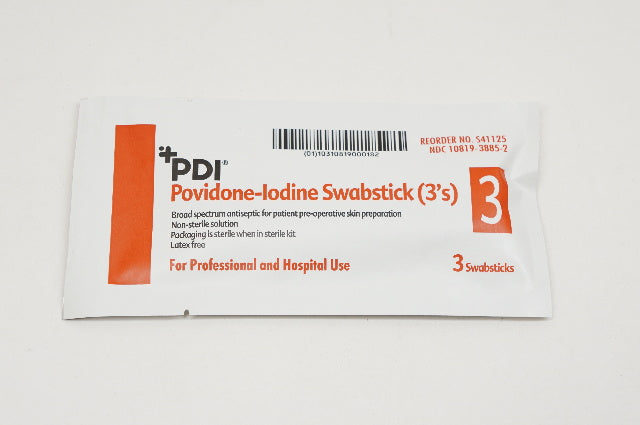 (01)10310819000182
REORDER NO. S41125
NDC 10819-3885-2
PDI®
Povidone-Iodine Swabstick (3's)
3
Broad spectrum antiseptic for patient pre-operative skin preparation
Non-sterile solution
Packaging is sterile when in sterile kit
Latex free
For Professional and Hospital Use
3 Swabsticks